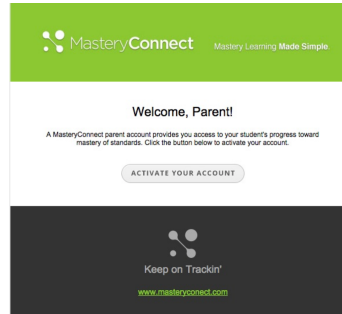 MasteryConnect Mastery Learning Made Simple.
Welcome, Parent!
A MasteryConnect parent account provides you access to your student's progress toward
mastery of standards. Click the button below to activate your account.
ACTIVATE YOUR ACCOUNT
Keep on Trackin'
www.masteryconnect.com